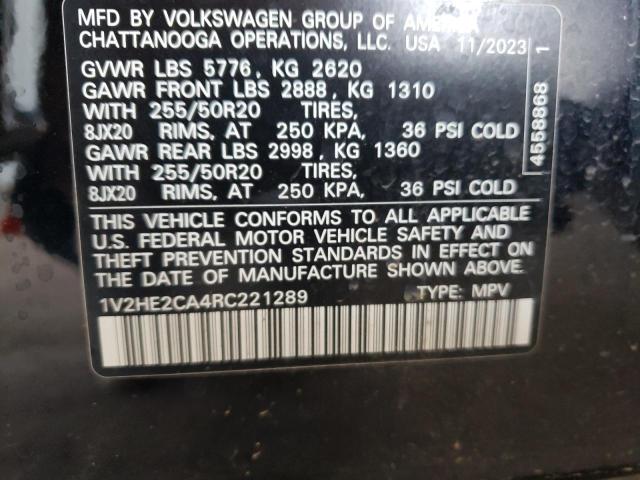 MFD BY VOLKSWAGEN GROUP OF AMERICA
CHATTANOOGA OPERATIONS, LLC. USA 11/2023
GVWR LBS 5776, KG 2620
GAWR FRONT LBS 2888, KG 1310
WITH 255/50R20 TIRES,
8JX20 RIMS, AT 250 KPA, 36 PSI COLD
GAWR REAR LBS 2998, KG 1360
WITH 255/50R20 TIRES,
8JX20 RIMS, AT 250 KPA, 36 PSI COLD
THIS VEHICLE CONFORMS TO ALL APPLICABLE
U.S. FEDERAL MOTOR VEHICLE SAFETY AND
THEFT PREVENTION STANDARDS IN EFFECT ON
THE DATE OF MANUFACTURE SHOWN ABOVE.
1V2HE2CA4RC221289 TYPE: MPV
4558868 1